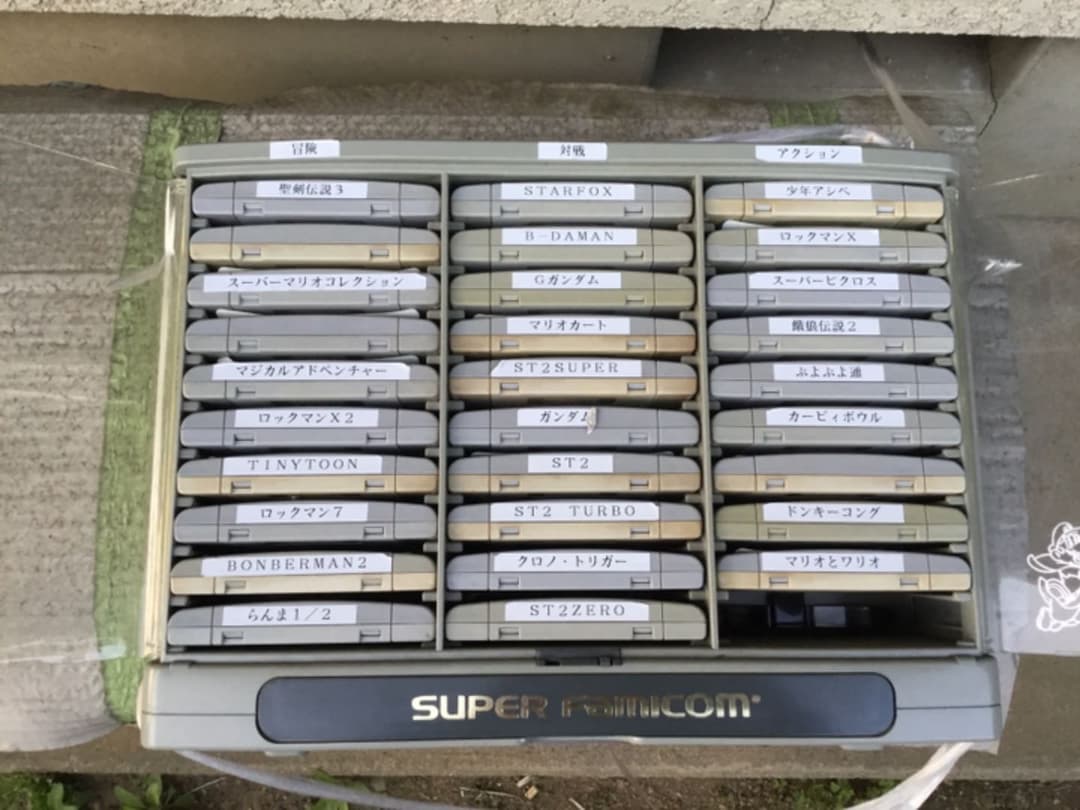 冒険
対戦
アクション
聖剣伝説3
スーパーマリオコレクション
マジカルアドベンチャー
ロックマンX2
TINYTOON
ロックマン7
BONBERMAN2
らんま1/2
STARFOX
B-DAMAN
Gガンダム
マリオカート
ST2SUPER
ガンダム
ST2
ST2 TURBO
クロノ・トリガー
ST2ZERO
少年アシベ
ロックマンX
スーパーピクロス
餓狼伝説2
ぷよぷよ通
カービィボウル
ドンキーコング
マリオとワリオ
SUPER FAMICOM